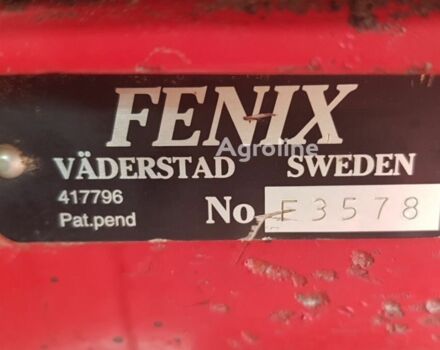 FENIX
Agroline
VÄDERSTAD SWEDEN
417796
Pat.pend
No F3578